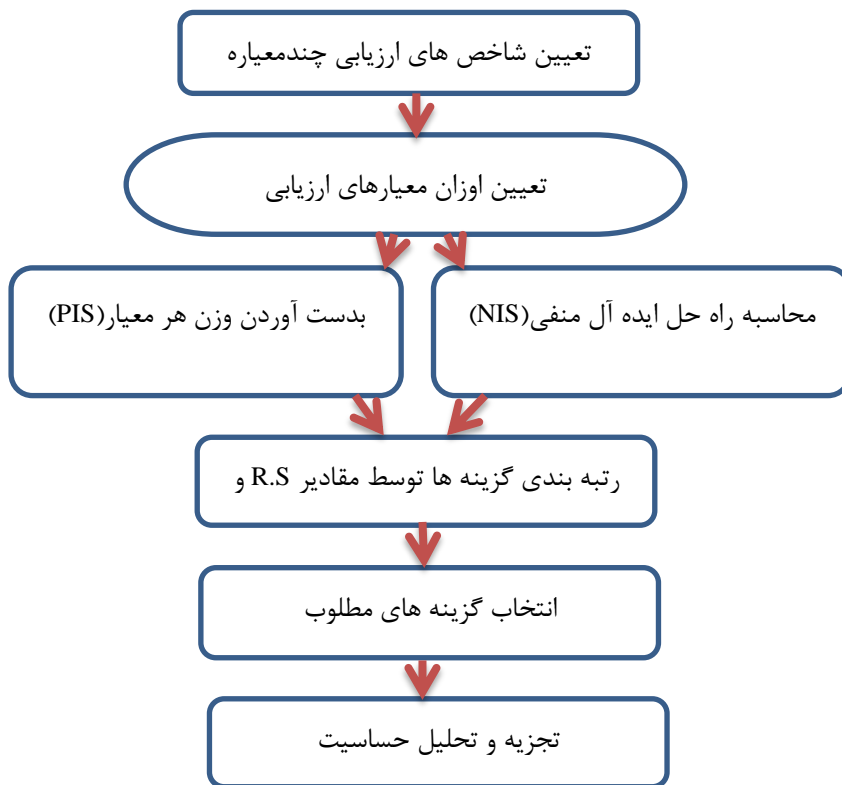 تعیین شاخص های ارزیابی چندمعیاره
تعیین اوزان معیارهای ارزیابی
محاسبه راه حل ایده آل منفی(NIS)
بدست آوردن وزن هر معیار(PIS)
رتبه بندی گزینه ها توسط مقادیر R.S و
انتخاب گزینه های مطلوب
تجزیه و تحلیل حساسیت